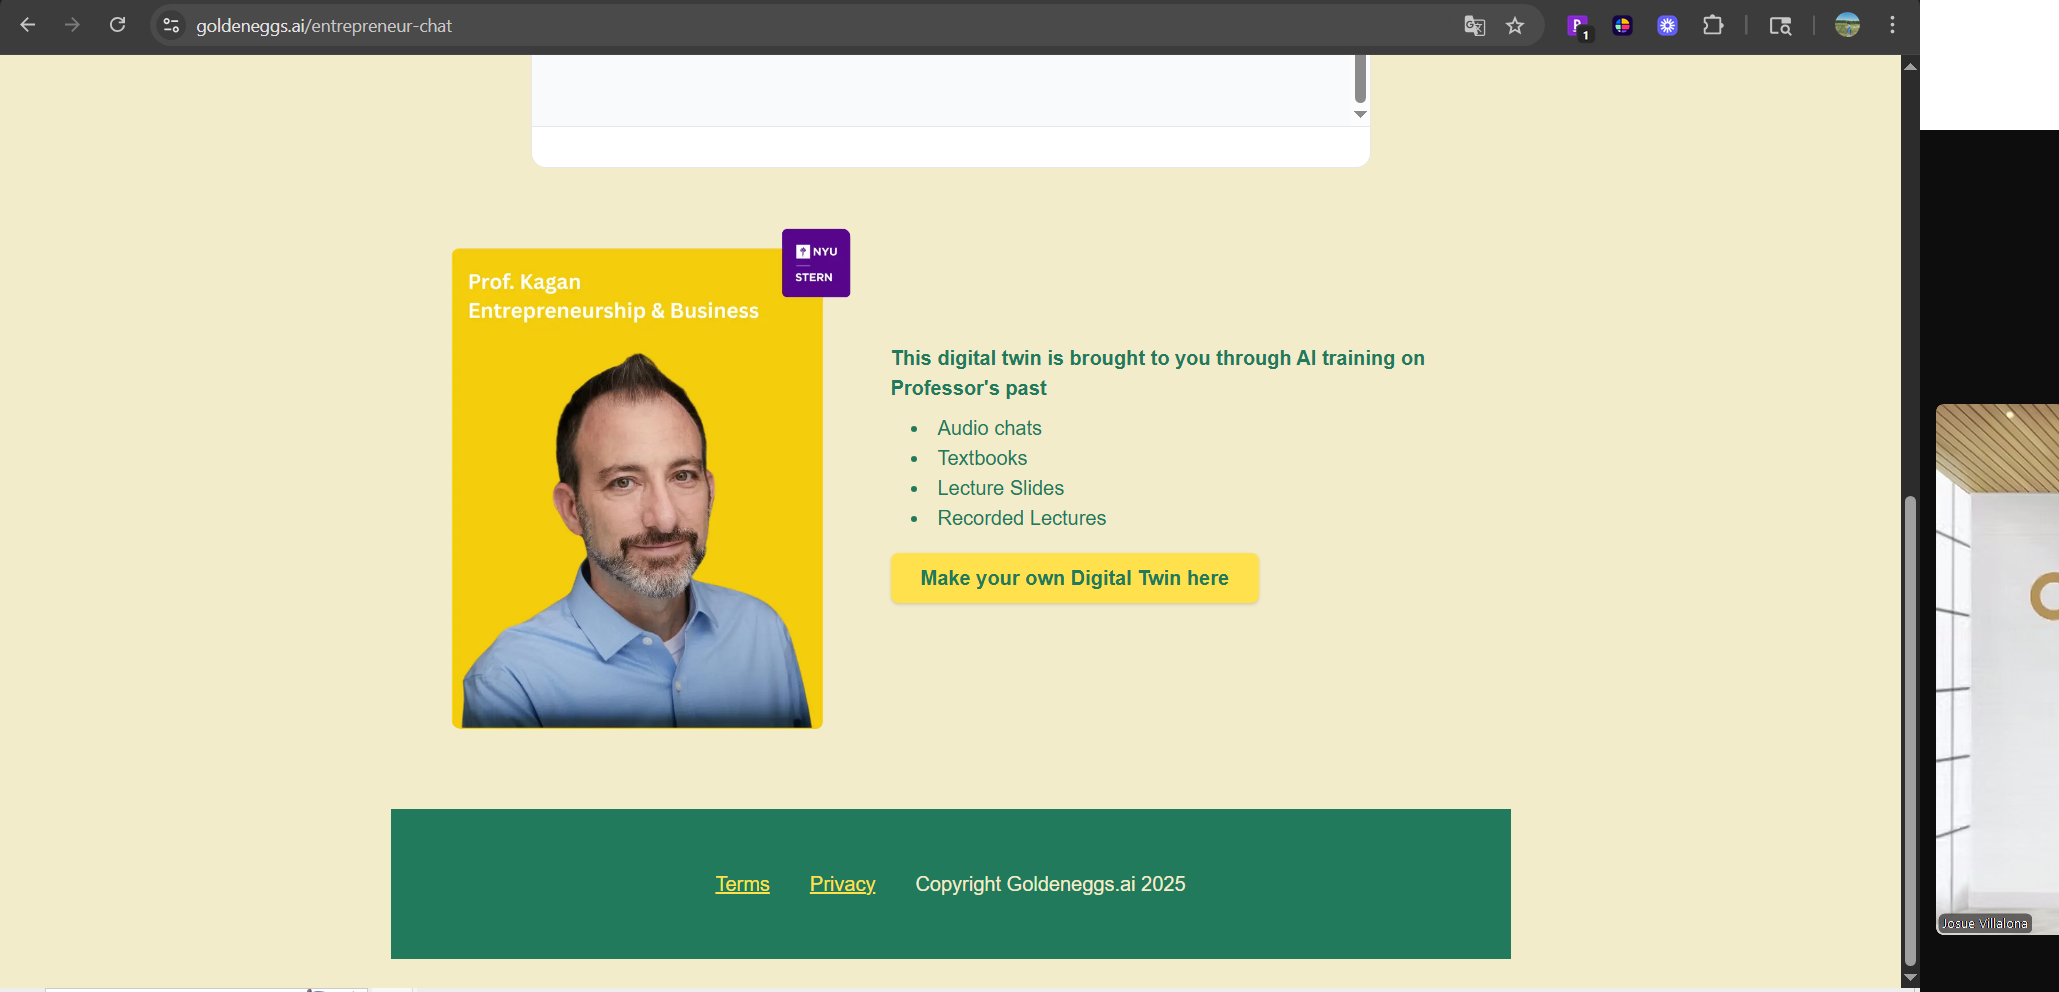 goldeneggs.ai/entrepreneur-chat
1
NYU
STERN
Prof. Kagan
Entrepreneurship & Business
This digital twin is brought to you through AI training on
Professor's past
• Audio chats
• Textbooks
• Lecture Slides
• Recorded Lectures
Make your own Digital Twin here
Terms Privacy Copyright Goldeneggs.ai 2025
Josue Villalona